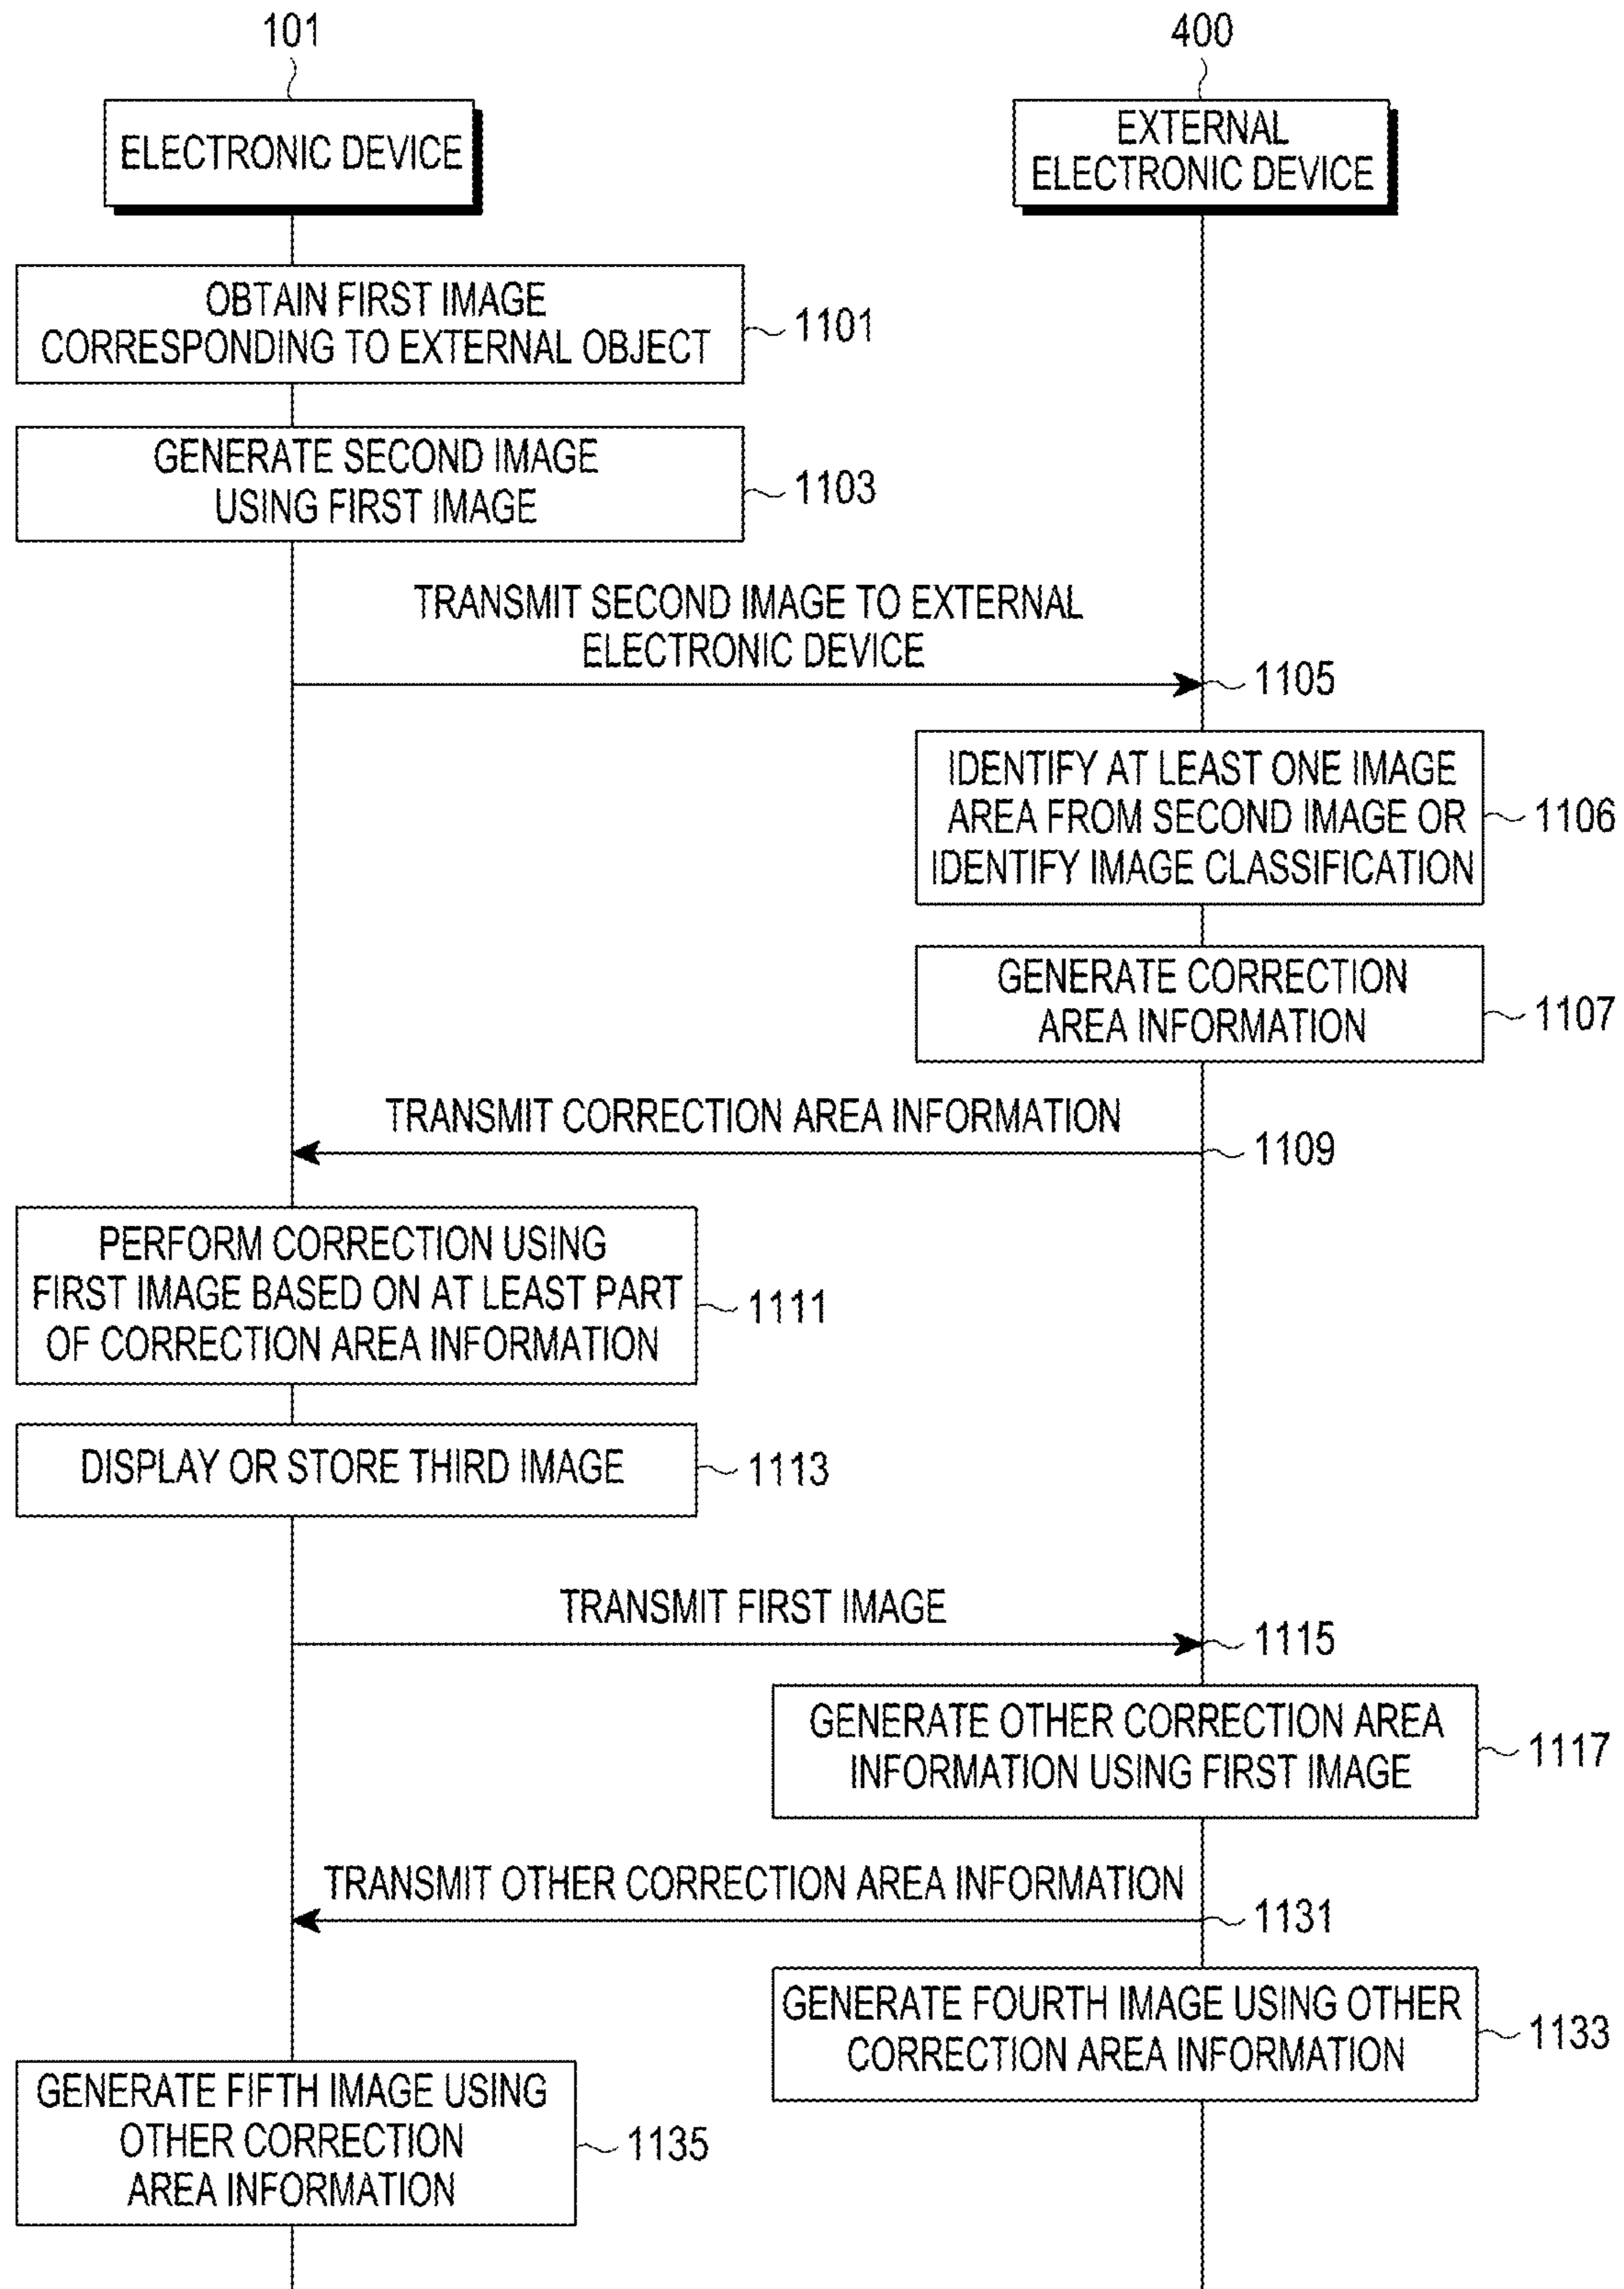 101
400
ELECTRONIC DEVICE
EXTERNAL
ELECTRONIC DEVICE
OBTAIN FIRST IMAGE
CORRESPONDING TO EXTERNAL OBJECT
1101
GENERATE SECOND IMAGE
USING FIRST IMAGE
1103
TRANSMIT SECOND IMAGE TO EXTERNAL
ELECTRONIC DEVICE
1105
IDENTIFY AT LEAST ONE IMAGE
AREA FROM SECOND IMAGE OR
IDENTIFY IMAGE CLASSIFICATION
1106
GENERATE CORRECTION
AREA INFORMATION
1107
TRANSMIT CORRECTION AREA INFORMATION
1109
PERFORM CORRECTION USING
FIRST IMAGE BASED ON AT LEAST PART
OF CORRECTION AREA INFORMATION
1111
DISPLAY OR STORE THIRD IMAGE
1113
TRANSMIT FIRST IMAGE
1115
GENERATE OTHER CORRECTION AREA
INFORMATION USING FIRST IMAGE
1117
TRANSMIT OTHER CORRECTION AREA INFORMATION
1131
GENERATE FOURTH IMAGE USING OTHER
CORRECTION AREA INFORMATION
1133
GENERATE FIFTH IMAGE USING
OTHER CORRECTION
AREA INFORMATION
1135